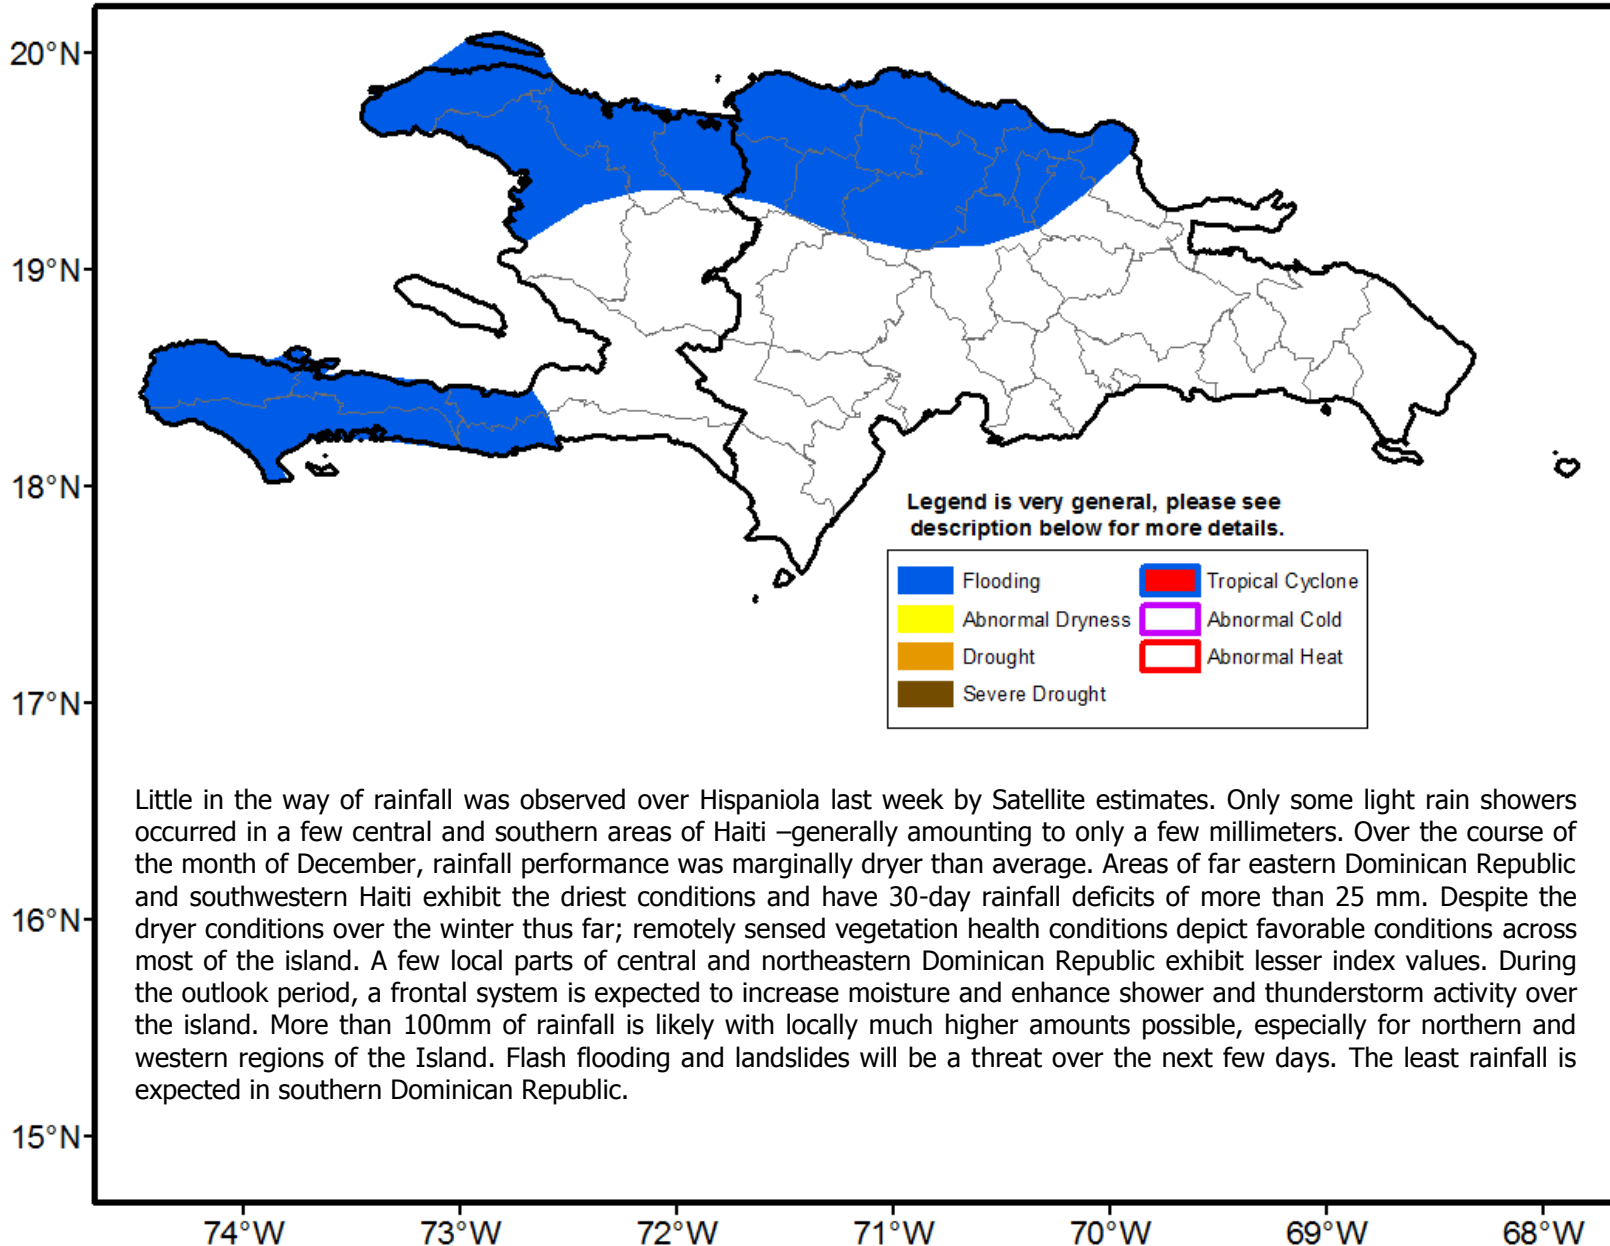 20°N
19°N
18°N
17°N
16°N
15°N
Legend is very general, please see
description below for more details.
Flooding
Tropical Cyclone
Abnormal Dryness
Abnormal Cold
Drought
Abnormal Heat
Severe Drought
Little in the way of rainfall was observed over Hispaniola last week by Satellite estimates. Only some light rain showers
occurred in a few central and southern areas of Haiti –generally amounting to only a few millimeters. Over the course of
the month of December, rainfall performance was marginally dryer than average. Areas of far eastern Dominican Republic
and southwestern Haiti exhibit the driest conditions and have 30-day rainfall deficits of more than 25 mm. Despite the
dryer conditions over the winter thus far; remotely sensed vegetation health conditions depict favorable conditions across
most of the island. A few local parts of central and northeastern Dominican Republic exhibit lesser index values. During
the outlook period, a frontal system is expected to increase moisture and enhance shower and thunderstorm activity over
the island. More than 100mm of rainfall is likely with locally much higher amounts possible, especially for northern and
western regions of the Island. Flash flooding and landslides will be a threat over the next few days. The least rainfall is
expected in southern Dominican Republic.
74°W
73°W
72°W
71°W
70°W
69°W
68°W